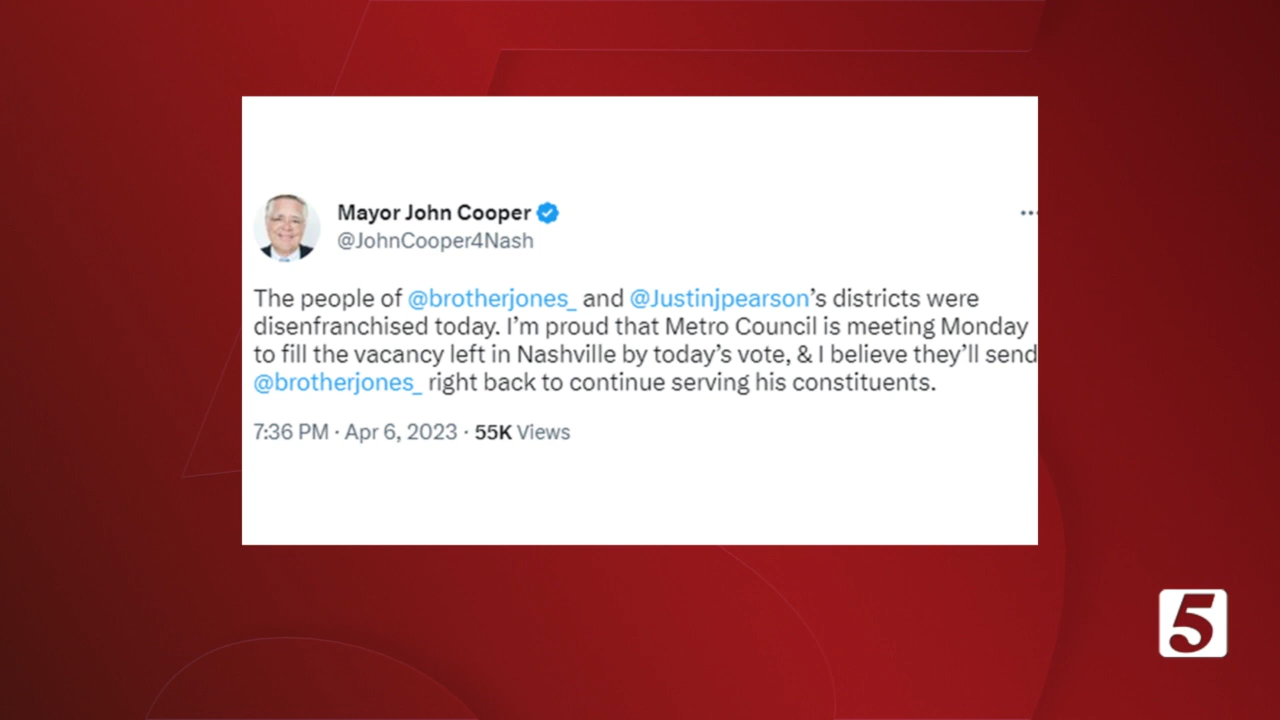 Mayor John Cooper
@JohnCooper4Nash
The people of @brotherjones_ and @Justinjpearson’s districts were
disenfranchised today. I’m proud that Metro Council is meeting Monday
to fill the vacancy left in Nashville by today’s vote, & I believe they’ll send
@brotherjones_ right back to continue serving his constituents.
7:36 PM · Apr 6, 2023 · 55K Views
5